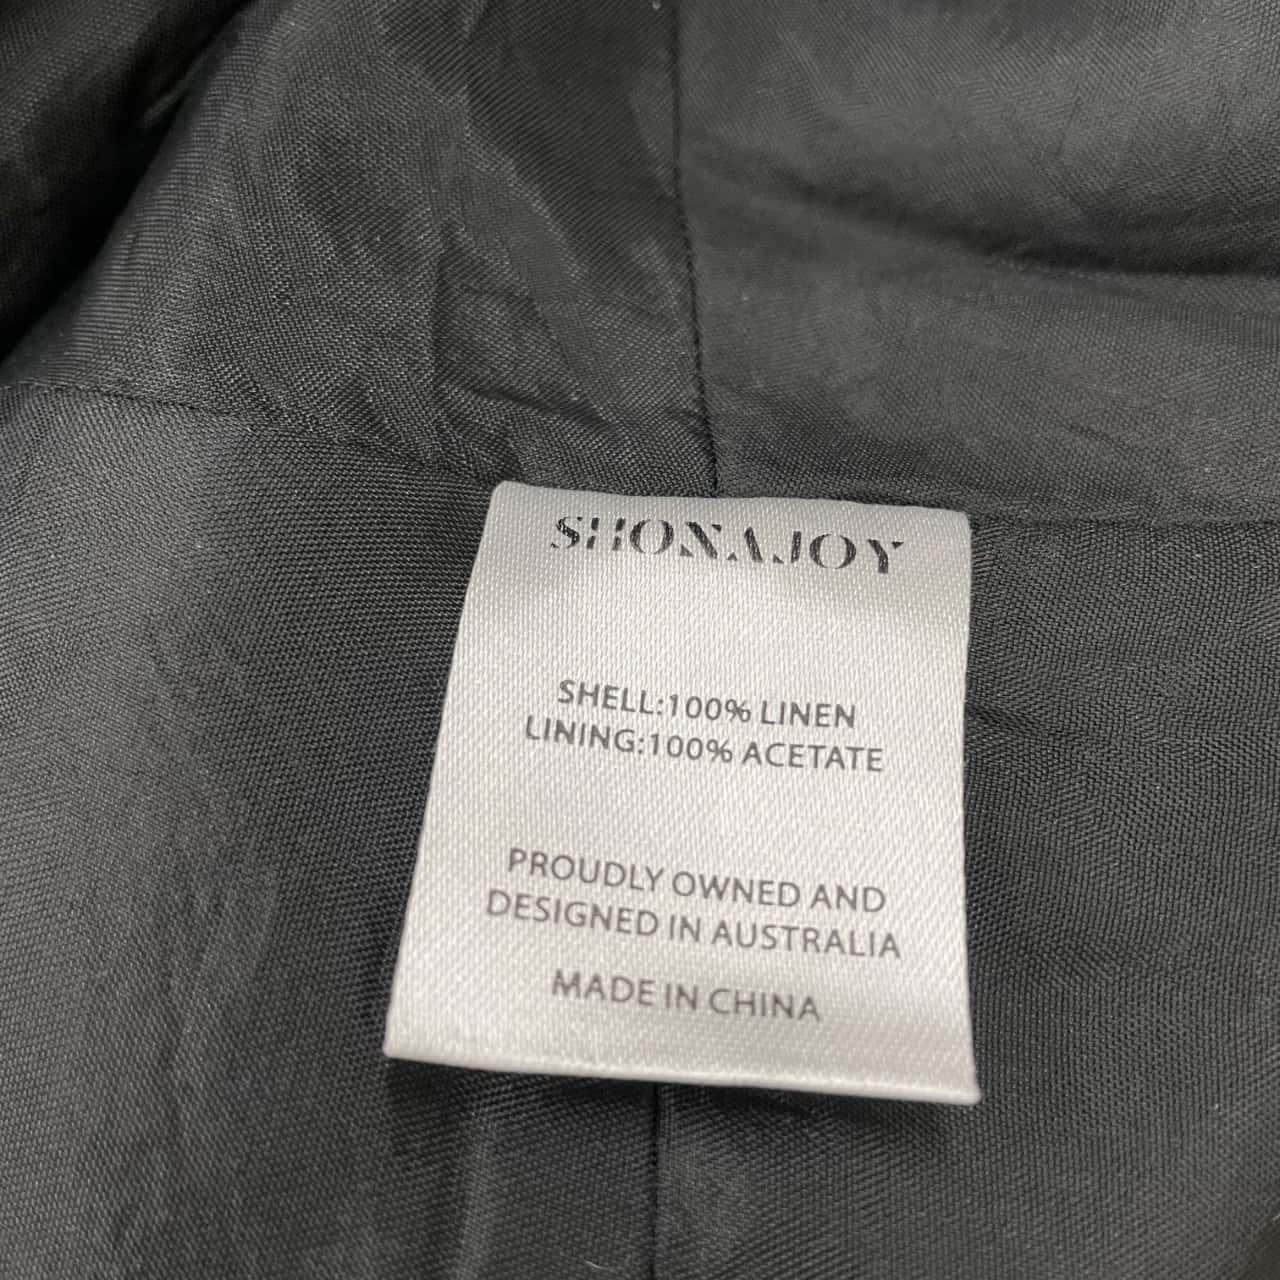 SHONAJOY
SHELL:100% LINEN
LINING:100% ACETATE
PROUDLY OWNED AND
DESIGNED IN AUSTRALIA
MADE IN CHINA